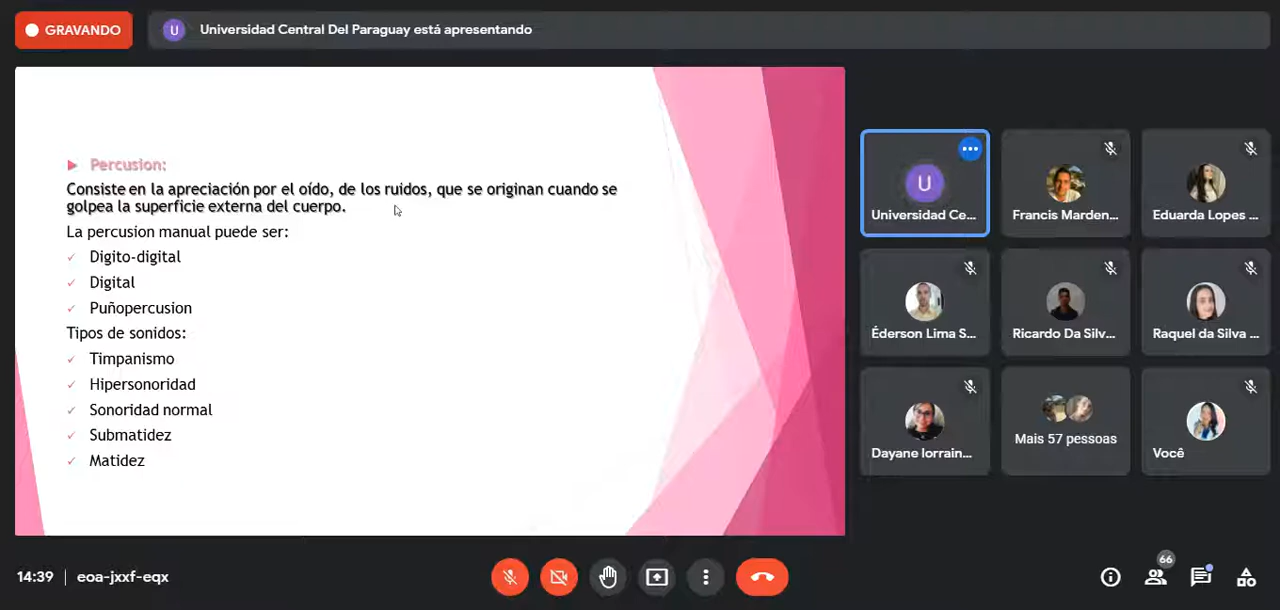 GRAVANDO
U
Universidad Central Del Paraguay está apresentando
Percusion:
Consiste en la apreciación por el oído, de los ruidos, que se originan cuando se
golpea la superficie externa del cuerpo.
La percusion manual puede ser:
✓ Digito-digital
✓ Digital
✓ Puñopercusion
Tipos de sonidos:
✓ Timpanismo
✓ Hipersonoridad
✓ Sonoridad normal
✓ Submatidez
✓ Matidez
U
Universidad Ce...
Francis Marden...
Eduarda Lopes ...
Éderson Lima S...
Ricardo Da Silv...
Raquel da Silva ...
Dayane lorrain...
Mais 57 pessoas
Você
14:39 | eoa-jxxf-eqx
66